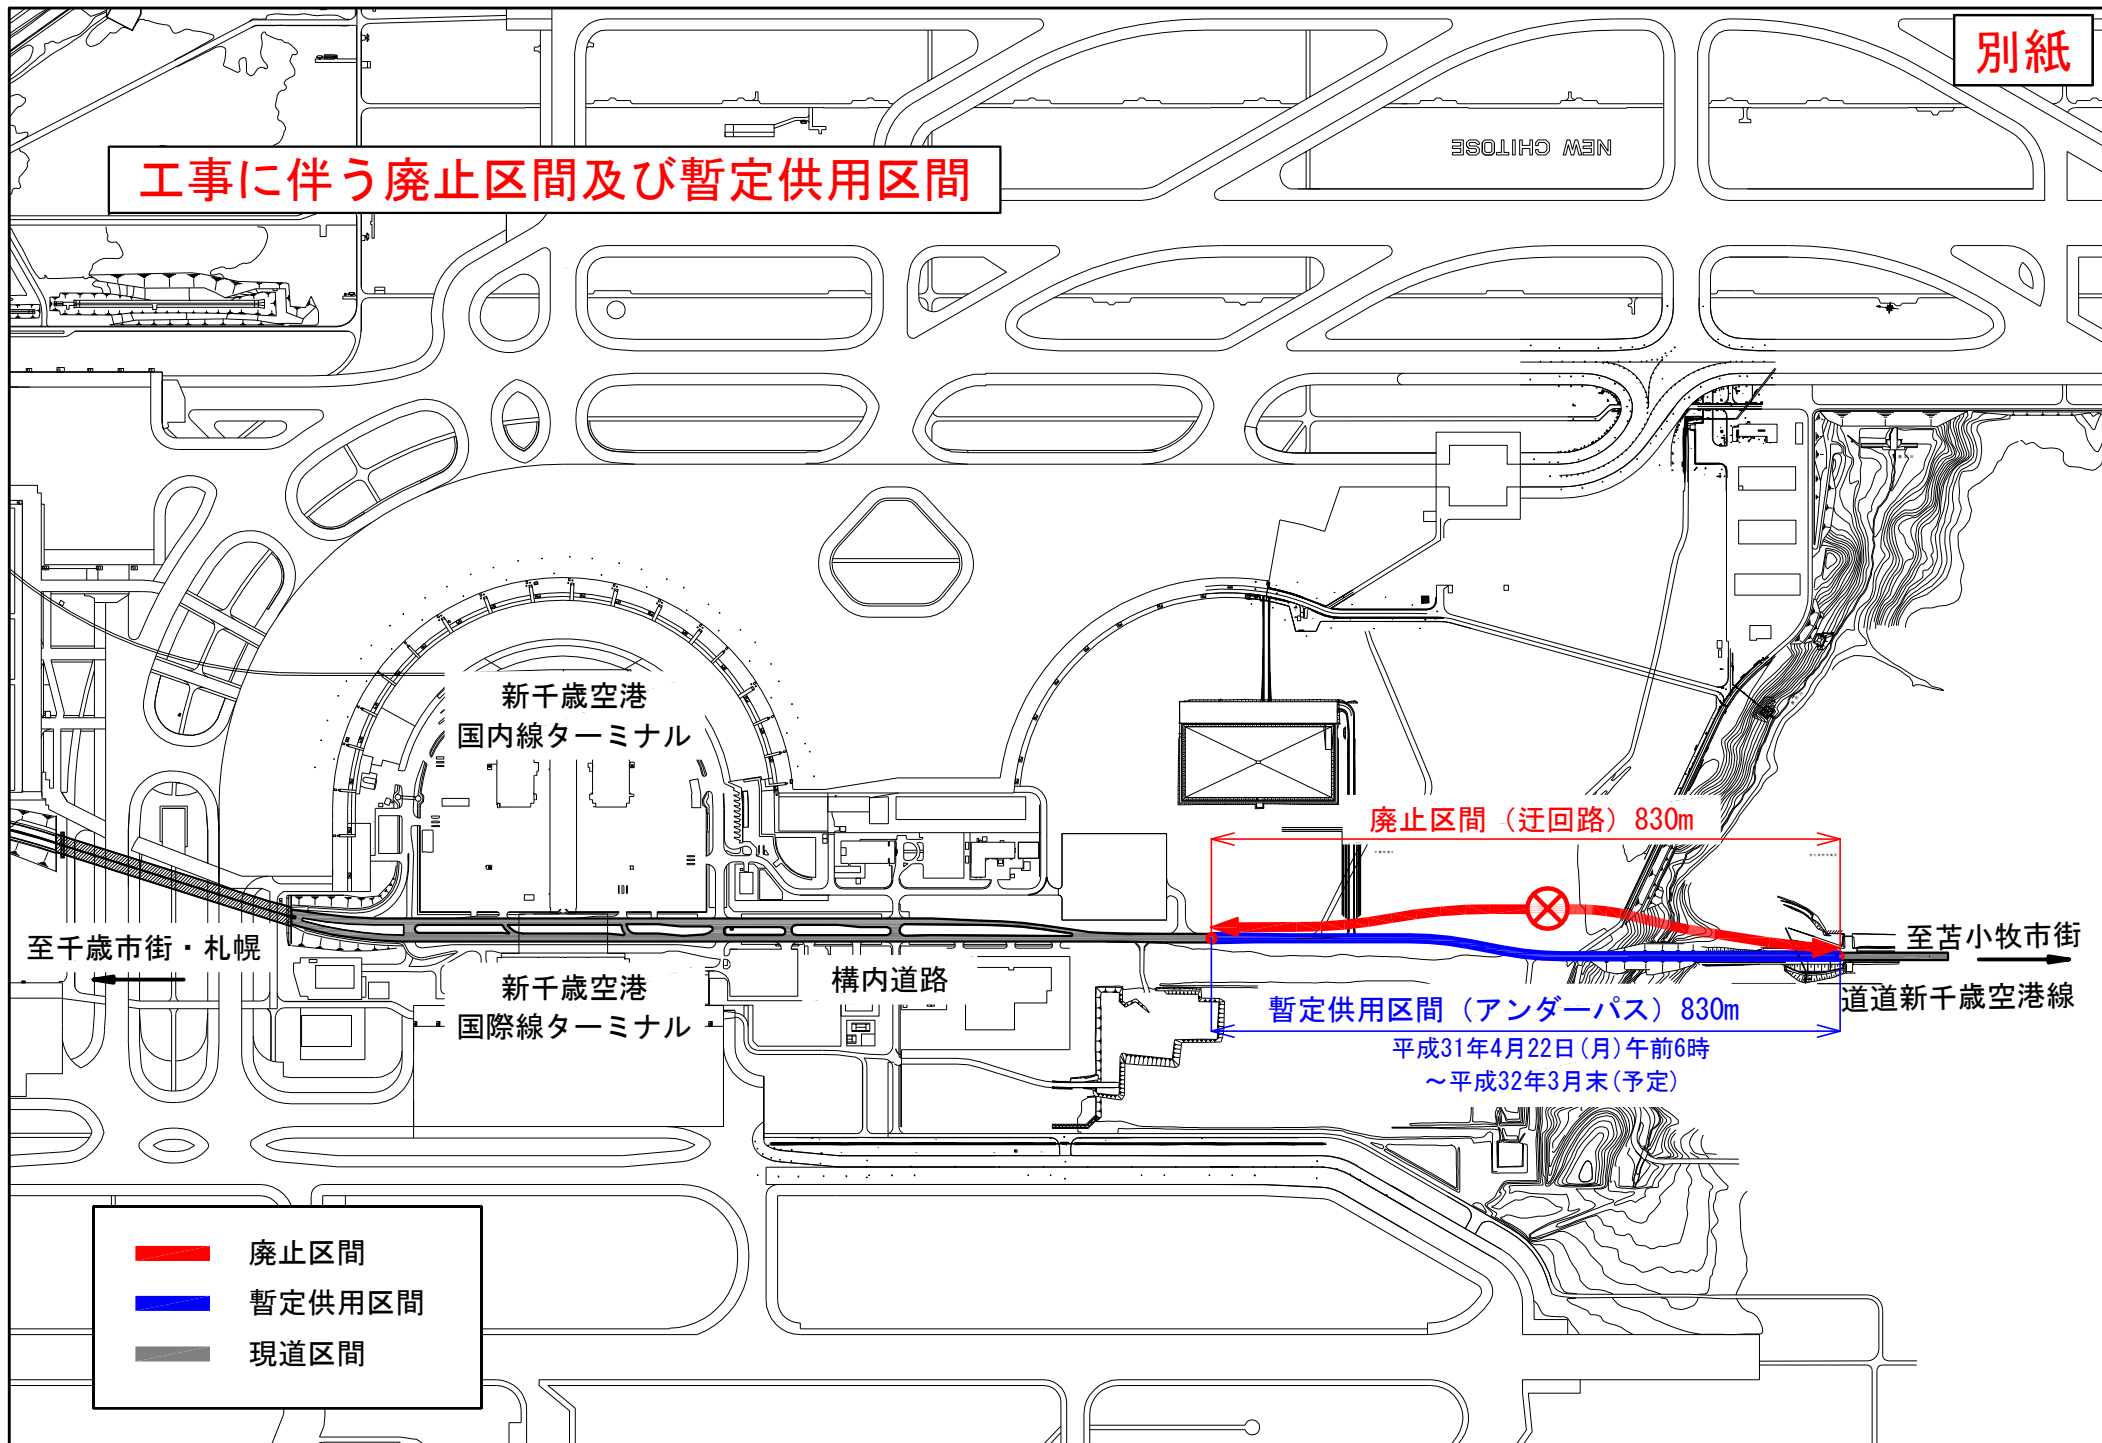 別紙
NEW CHITOSE
工事に伴う廃止区間及び暫定供用区間
新千歳空港
国内線ターミナル
廃止区間（迂回路）830m
至千歳市街・札幌
至苫小牧市街
新千歳空港
国際線ターミナル
構内道路
道道新千歳空港線
暫定供用区間（アンダーパス）830m
平成31年4月22日(月)午前6時
～平成32年3月末(予定)
廃止区間
暫定供用区間
現道区間